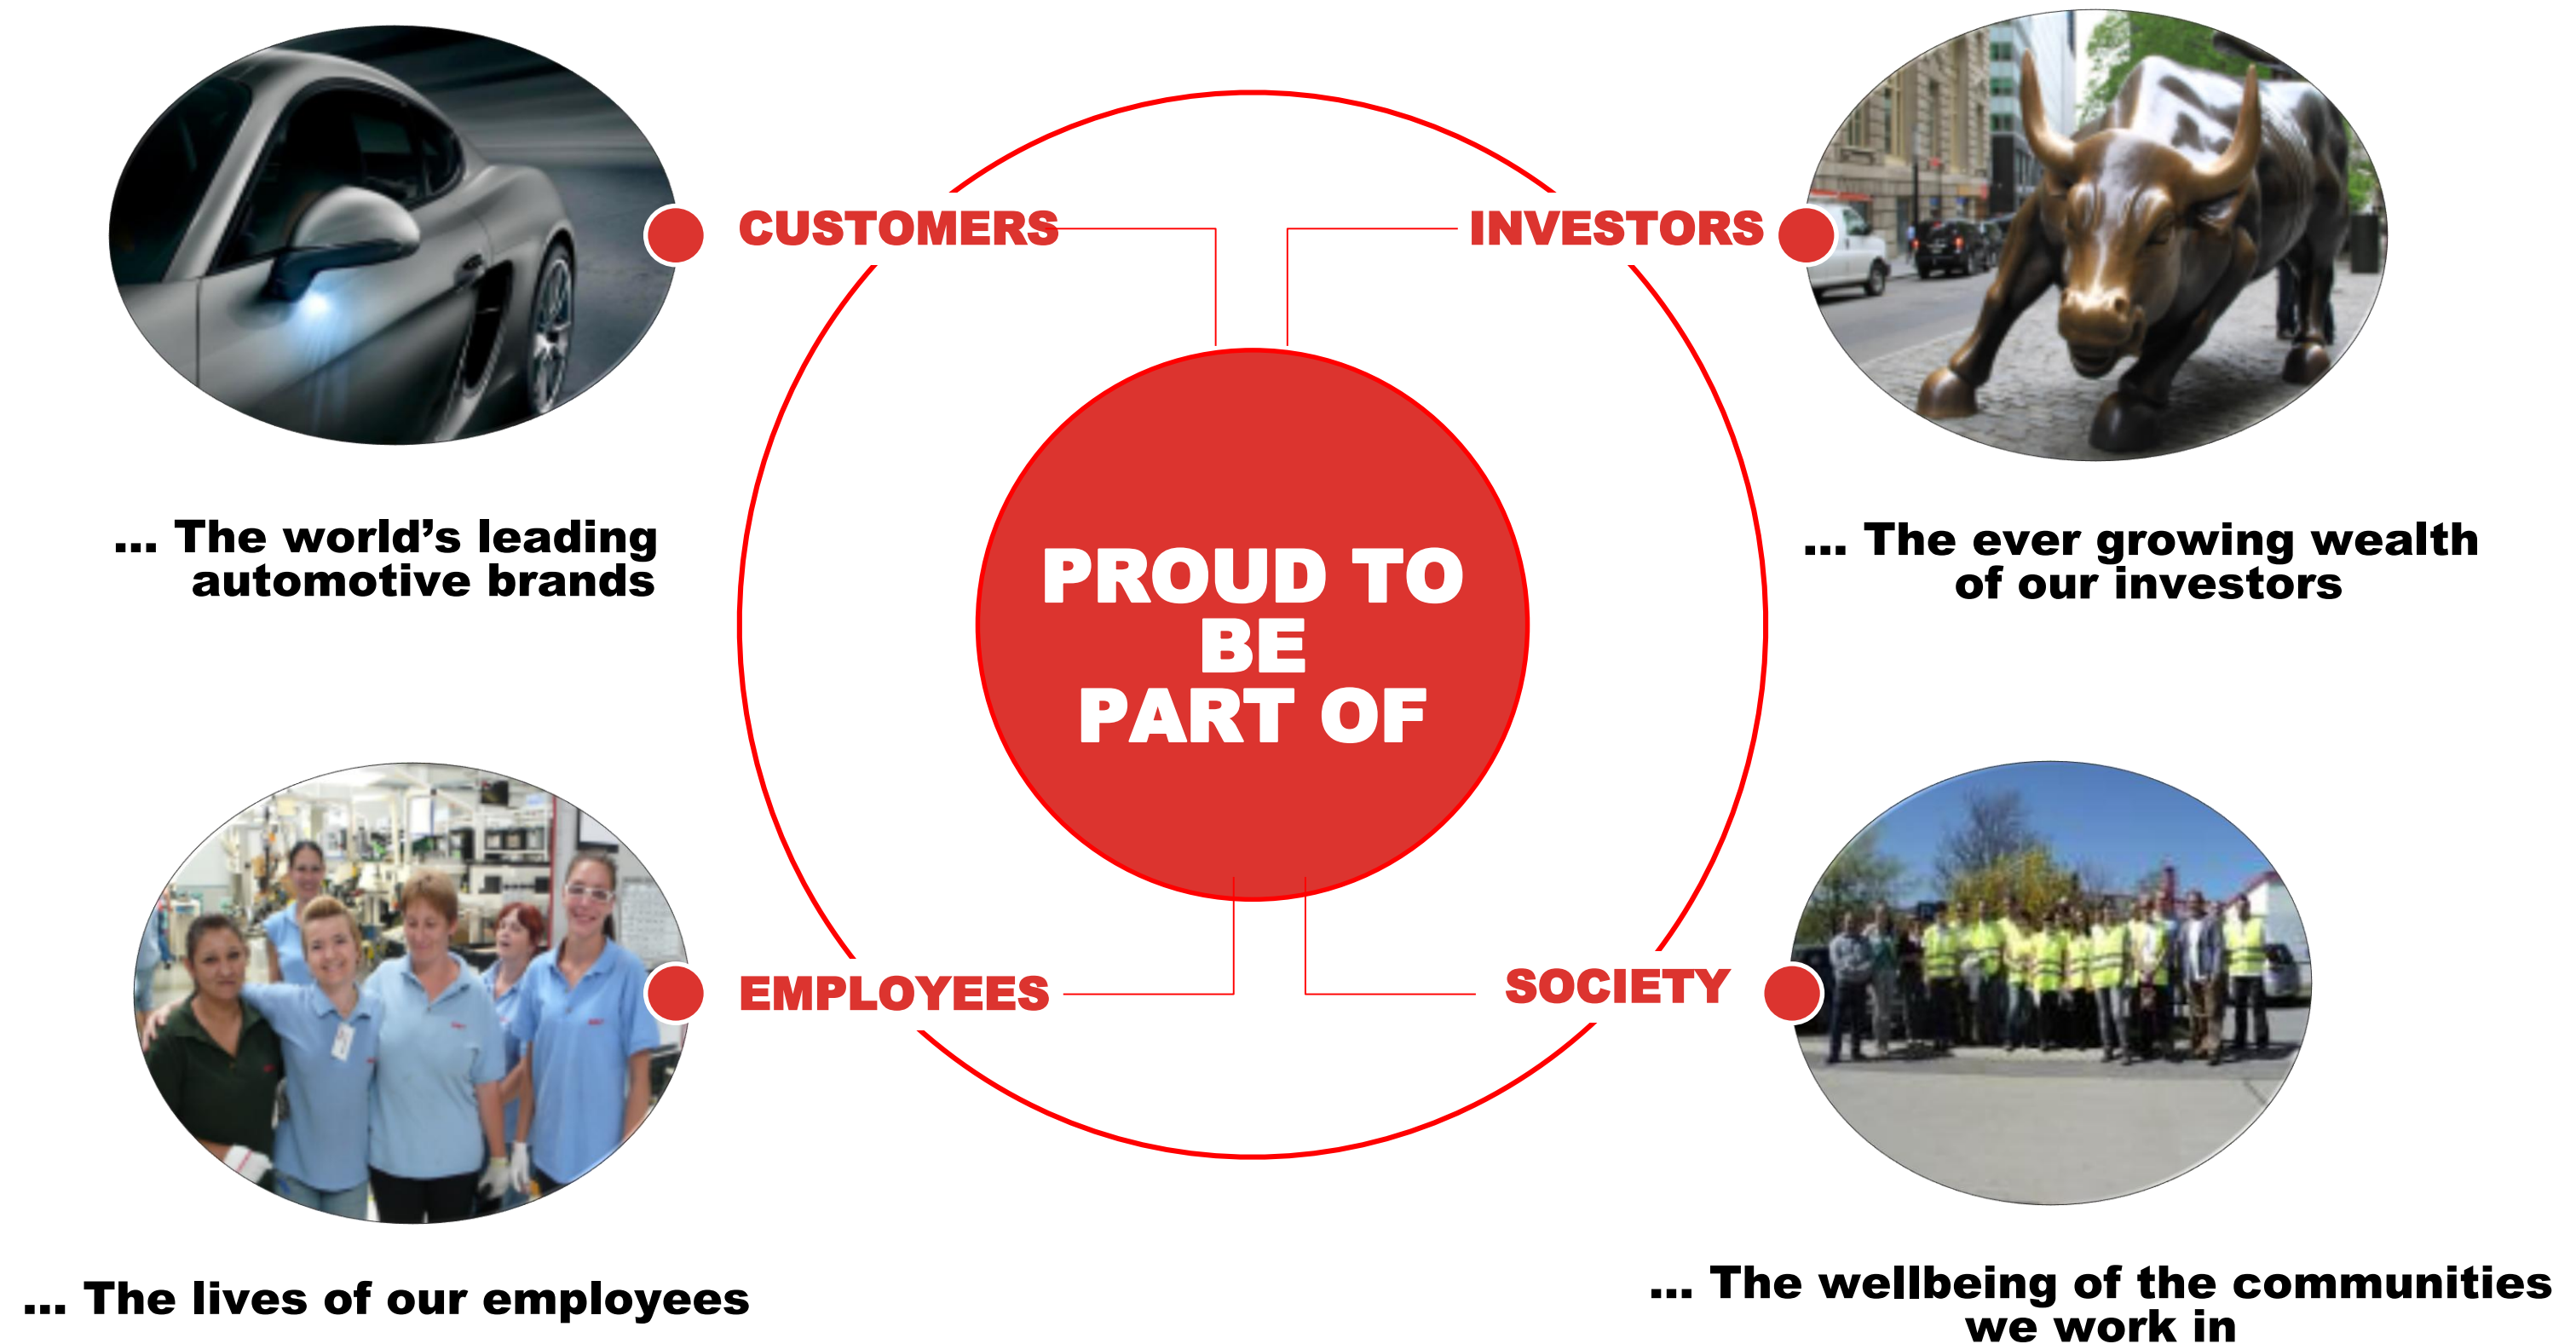 CUSTOMERS
INVESTORS
... The world's leading
automotive brands
... The ever growing wealth
of our investors
PROUD TO
BE
PART OF
EMPLOYEES
SOCIETY
... The lives of our employees
... The wellbeing of the communities
we work in